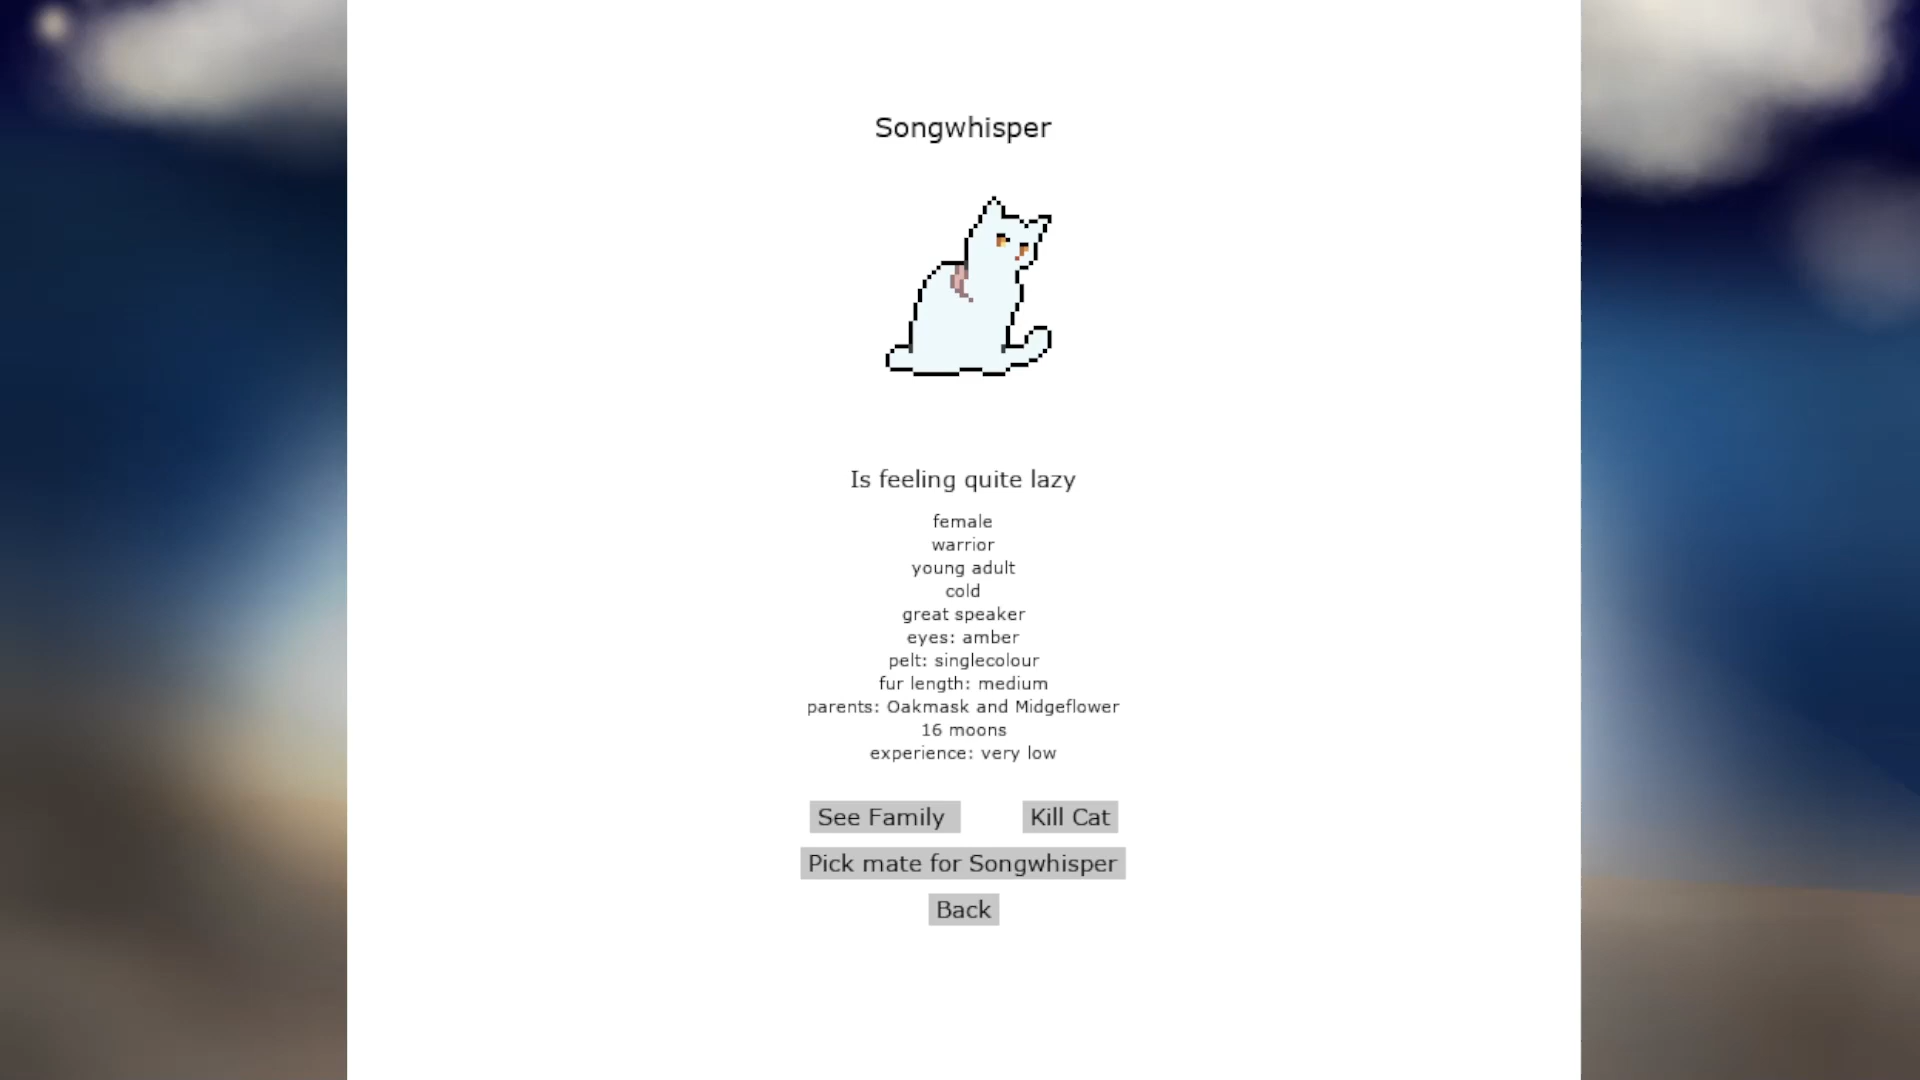 Songwhisper
Is feeling quite lazy
female
warrior
young adult
cold
great speaker
eyes: amber
pelt: singlecolour
fur length: medium
parents: Oakmask and Midgeflower
16 moons
experience: very low
See Family
Kill Cat
Pick mate for Songwhisper
Back